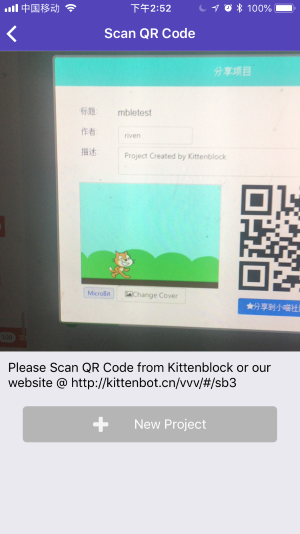 中国移动
下午2:52
100%
Scan QR Code
分享项目
标题:
mbletest
作者:
riven
描述:
Project Created by Kittenblock
MicroBit
Change Cover
分享到小喵社
Please Scan QR Code from Kittenblock or our
website @ http://kittenbot.cn/vvv/#/sb3
New Project